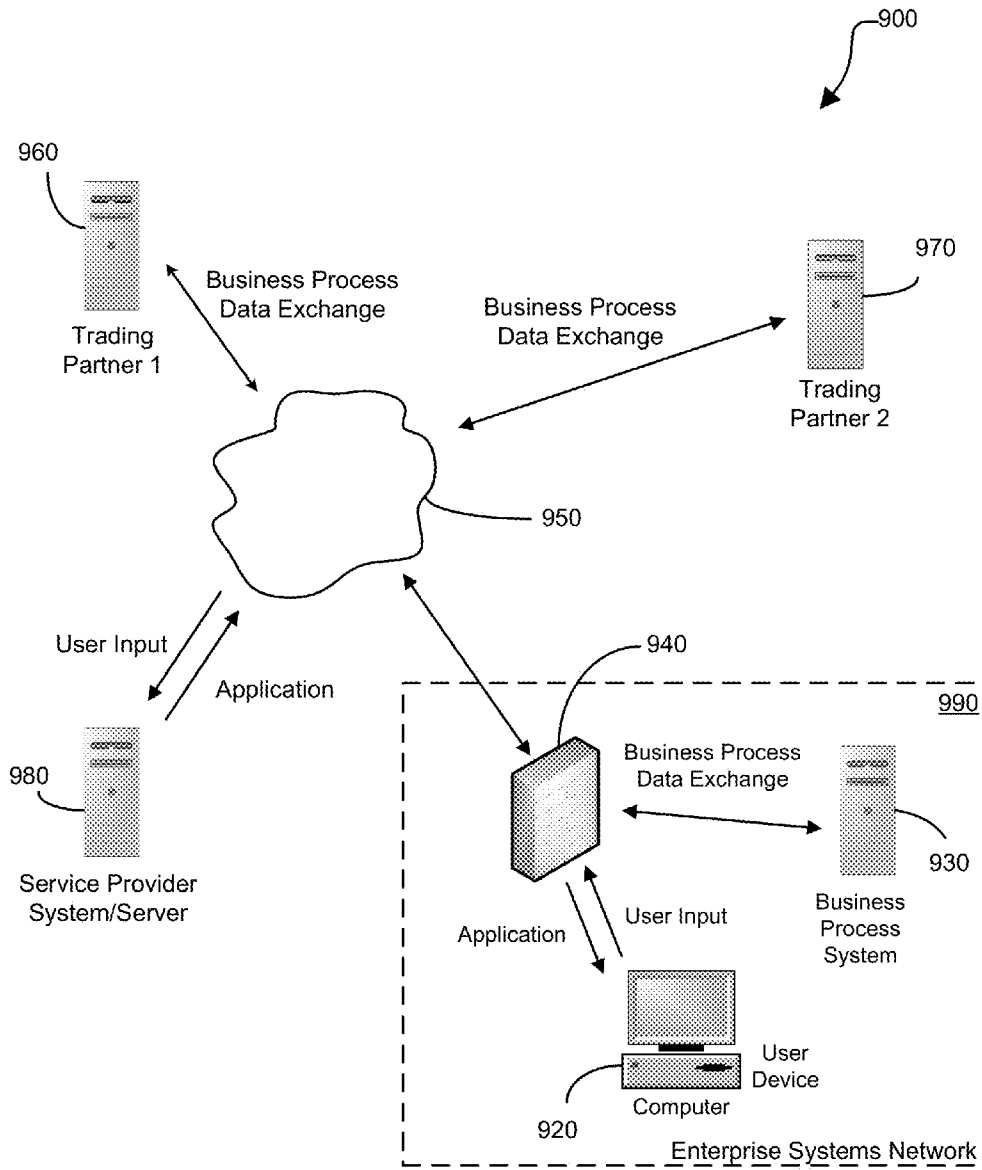 900
960
Trading
Partner 1
Business Process
Data Exchange
Business Process
Data Exchange
970
Trading
Partner 2
950
User Input
Application
980
Service Provider
System/Server
940
990
Business Process
Data Exchange
930
Business
Process
System
Application
User Input
920
Computer
User
Device
Enterprise Systems Network